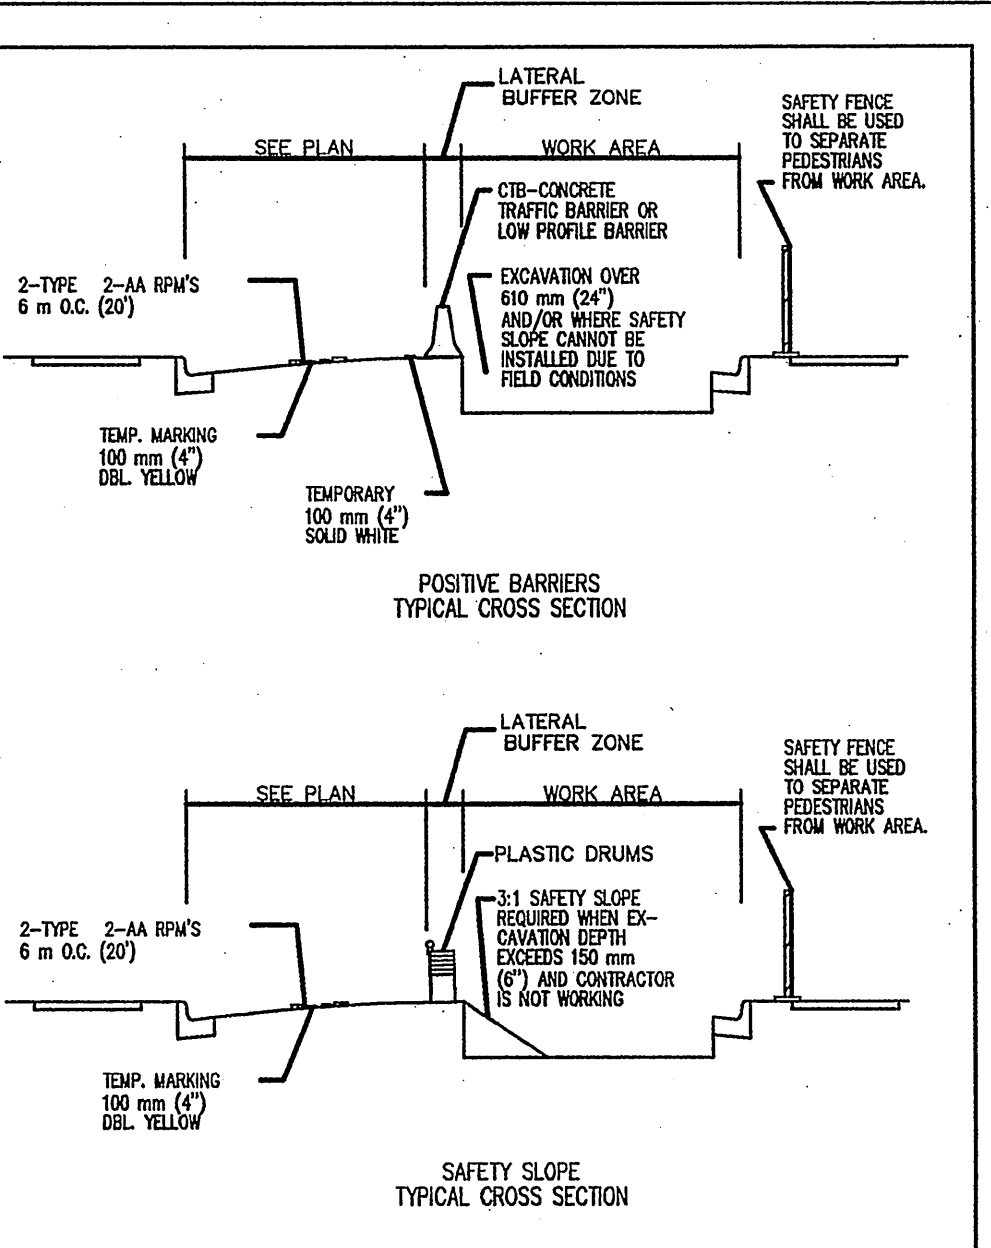 LATERAL
BUFFER ZONE
SAFETY FENCE
SHALL BE USED
TO SEPARATE
PEDESTRIANS
FROM WORK AREA.
SEE PLAN
WORK AREA
CTB-CONCRETE
TRAFFIC BARRIER OR
LOW PROFILE BARRIER
2-TYPE 2-AA RPM'S
6 m O.C. (20')
EXCAVATION OVER
610 mm (24")
AND/OR WHERE SAFETY
SLOPE CANNOT BE
INSTALLED DUE TO
FIELD CONDITIONS
TEMP. MARKING
100 mm (4")
DBL. YELLOW
TEMPORARY
100 mm (4")
SOLID WHITE
POSITIVE BARRIERS
TYPICAL CROSS SECTION
LATERAL
BUFFER ZONE
SAFETY FENCE
SHALL BE USED
TO SEPARATE
PEDESTRIANS
FROM WORK AREA.
SEE PLAN
WORK AREA
PLASTIC DRUMS
3:1 SAFETY SLOPE
REQUIRED WHEN EX-
CAVATION DEPTH
EXCEEDS 150 mm
(6") AND CONTRACTOR
IS NOT WORKING
2-TYPE 2-AA RPM'S
6 m O.C. (20')
TEMP. MARKING
100 mm (4")
DBL. YELLOW
SAFETY SLOPE
TYPICAL CROSS SECTION